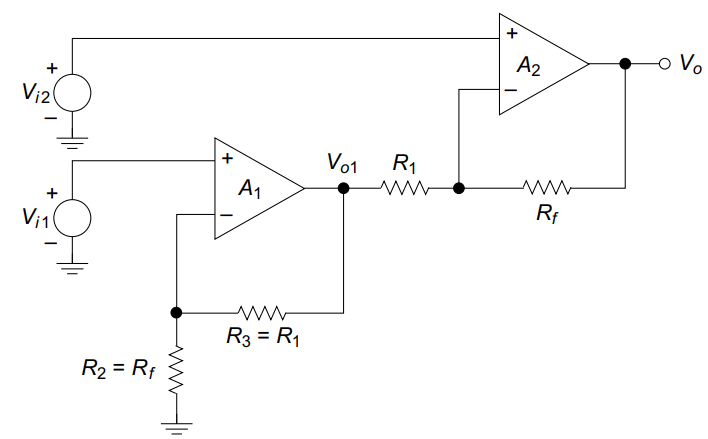 +
A2
−
Vo
+
Vi2
−
+
A1
−
Vo1
R1
+
Vi1
−
Rf
R3 = R1
R2 = Rf